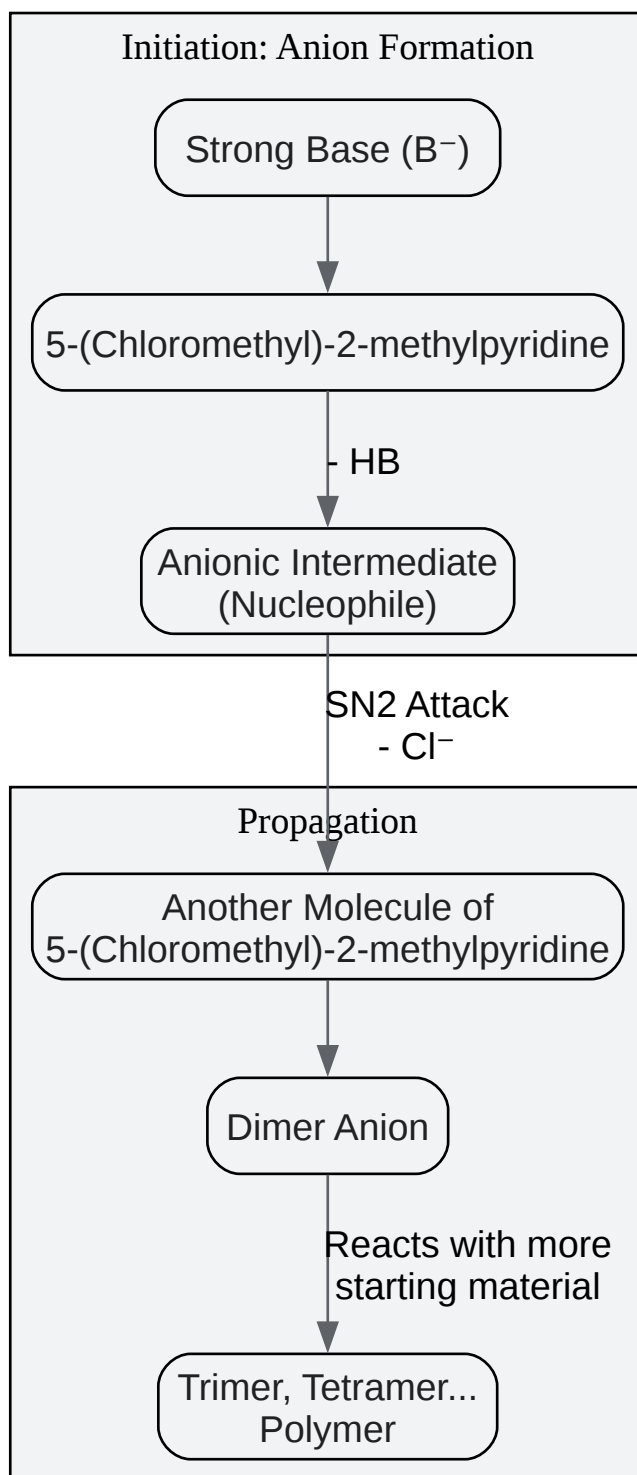 Initiation: Anion Formation
Strong Base (B⁻)
5-(Chloromethyl)-2-methylpyridine
- HB
Anionic Intermediate
(Nucleophile)
SN2 Attack
- Cl⁻
Propagation
Another Molecule of
5-(Chloromethyl)-2-methylpyridine
Dimer Anion
Reacts with more
starting material
Trimer, Tetramer...
Polymer